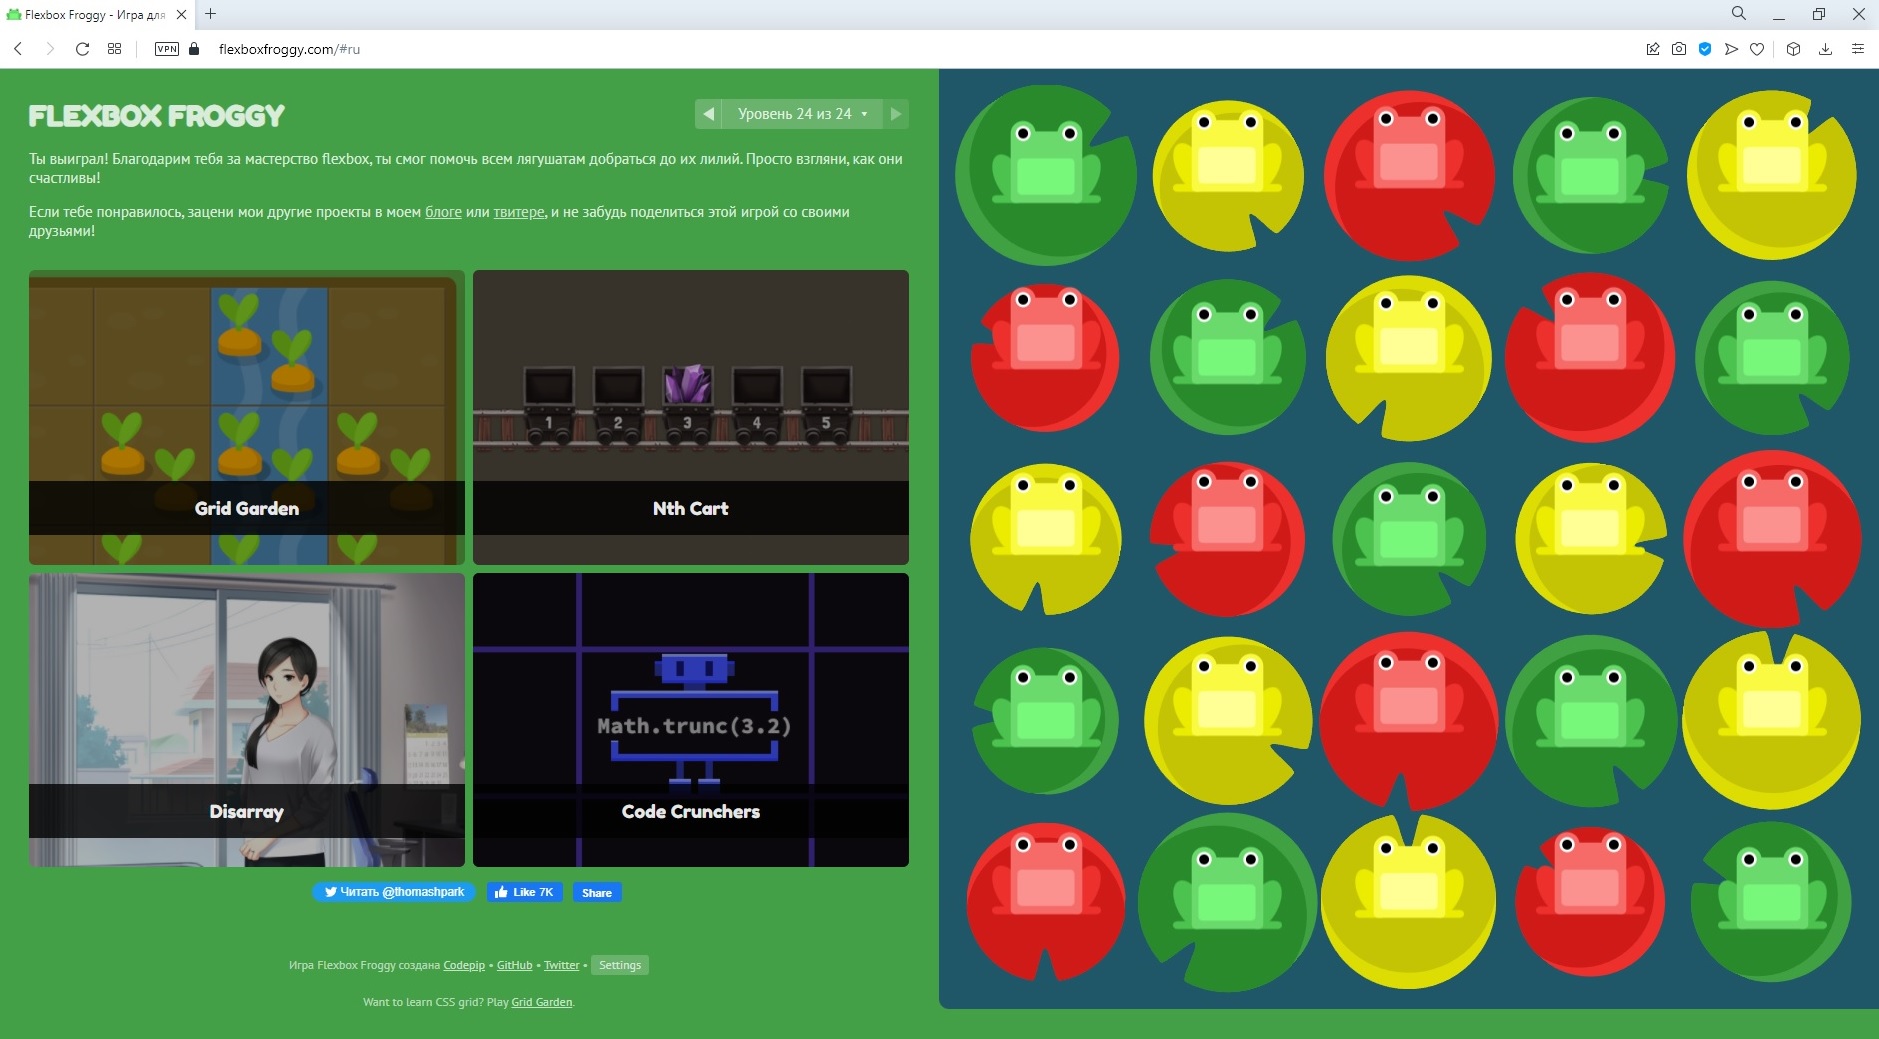 Flexbox Froggy - Игра для
VPN
flexboxfroggy.com/#ru
FLEXBOX FROGGY
Уровень 24 из 24
Ты выиграл! Благодарим тебя за мастерство flexbox, ты смог помочь всем лягушатам добраться до их лилий. Просто взгляни, как они
счастливы!
Если тебе понравилось, зацени мои другие проекты в моем блоге или твитере, и не забудь поделиться этой игрой со своими
друзьями!
Grid Garden
1 2 3 4 5
Nth Cart
Disarray
Math.trunc(3.2)
Code Crunchers
Читать @thomashpark
Like 7K
Share
Игра Flexbox Froggy создана Codepip • GitHub • Twitter • Settings
Want to learn CSS grid? Play Grid Garden.